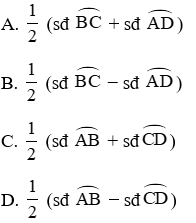 A. 1/2 (sđ ⌢BC + sđ ⌢AD)
B. 1/2 (sđ ⌢BC − sđ ⌢AD)
C. 1/2 (sđ ⌢AB + sđ ⌢CD)
D. 1/2 (sđ ⌢AB − sđ ⌢CD)